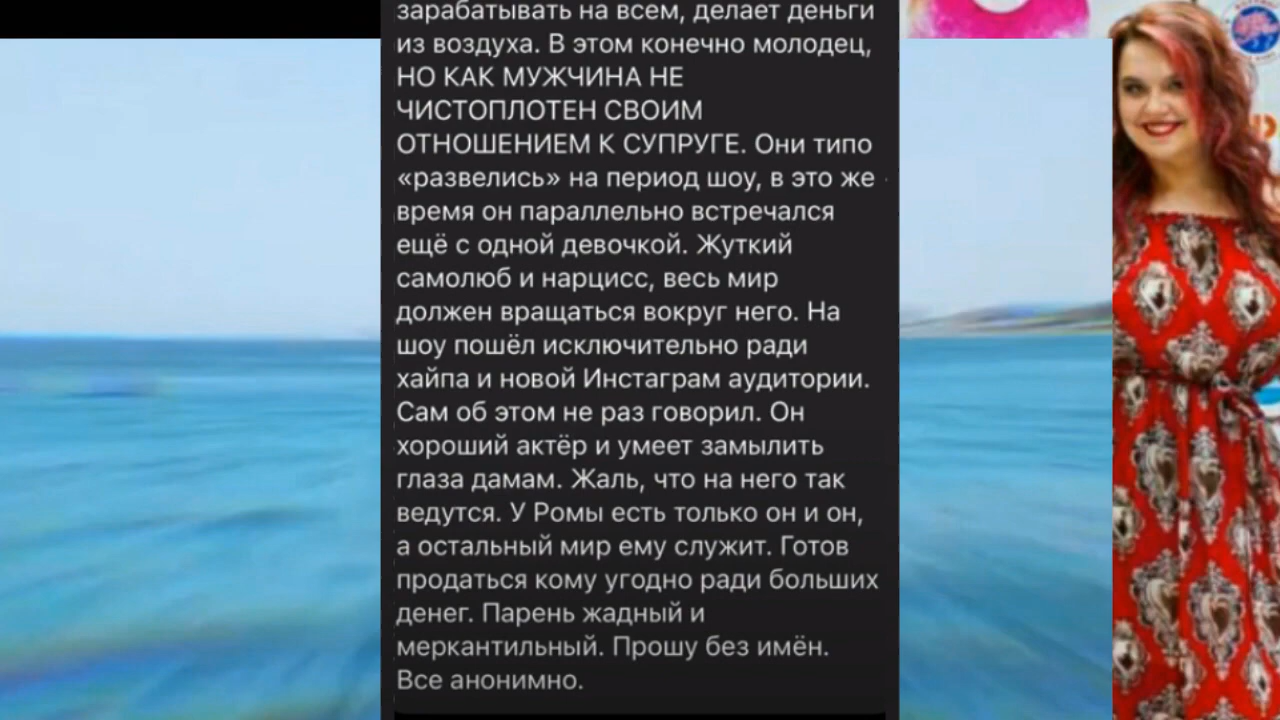 зарабатывать на всем, делает деньги
из воздуха. В этом конечно молодец,
НО КАК МУЖЧИНА НЕ
ЧИСТОПЛОТЕН СВОИМ
ОТНОШЕНИЕМ К СУПРУГЕ. Они типо
«развелись» на период шоу, в это же
время он параллельно встречался
ещё с одной девочкой. Жуткий
самолюб и нарцисс, весь мир
должен вращаться вокруг него. На
шоу пошёл исключительно ради
хайпа и новой Инстаграм аудитории.
Сам об этом не раз говорил. Он
хороший актёр и умеет замылить
глаза дамам. Жаль, что на него так
ведутся. У Ромы есть только он и он,
а остальный мир ему служит. Готов
продаться кому угодно ради больших
денег. Парень жадный и
меркантильный. Прошу без имён.
Все анонимно.